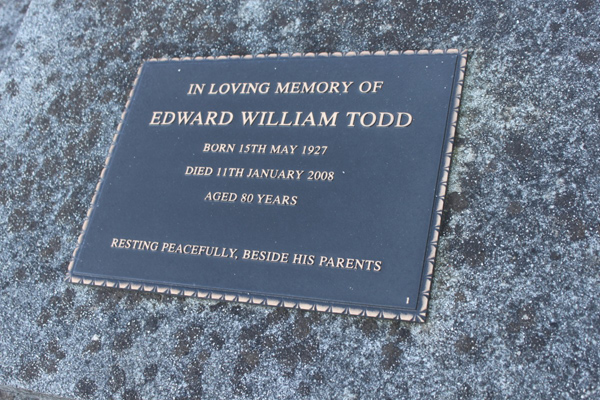 IN LOVING MEMORY OF
EDWARD WILLIAM TODD
BORN 15TH MAY 1927
DIED 11TH JANUARY 2008
AGED 80 YEARS
RESTING PEACEFULLY, BESIDE HIS PARENTS